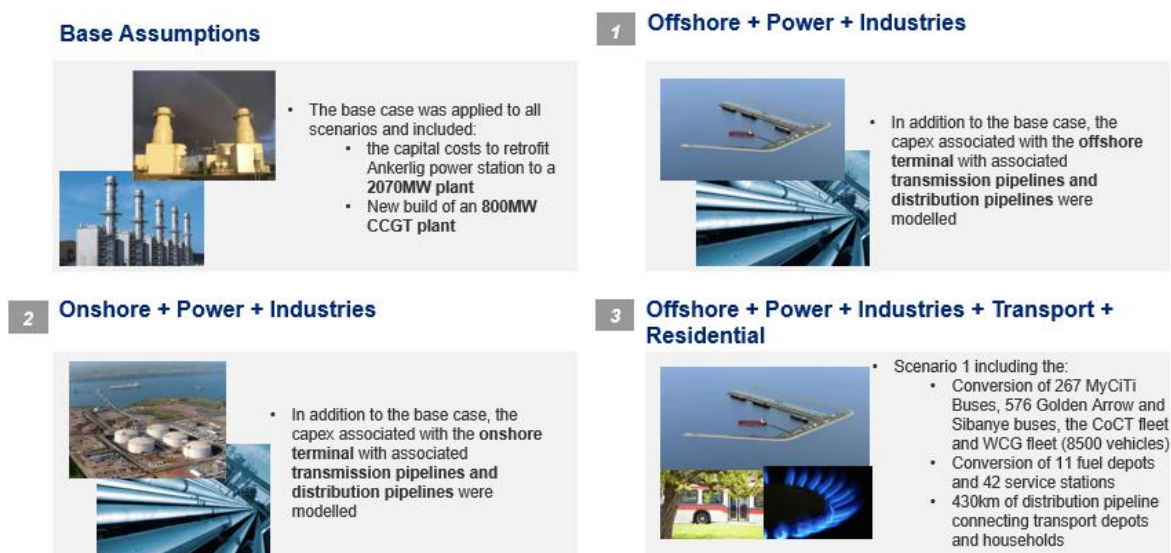 Base Assumptions
• The base case was applied to all
scenarios and included:
• the capital costs to retrofit
Ankerlig power station to a
2070MW plant
• New build of an 800MW
CCGT plant
1
Offshore + Power + Industries
• In addition to the base case, the
capex associated with the offshore
terminal with associated
transmission pipelines and
distribution pipelines were
modelled
2
Onshore + Power + Industries
• In addition to the base case, the
capex associated with the onshore
terminal with associated
transmission pipelines and
distribution pipelines were
modelled
3
Offshore + Power + Industries + Transport +
Residential
• Scenario 1 including the:
• Conversion of 267 MyCiTi
Buses, 576 Golden Arrow and
Sibanye buses, the CoCT fleet
and WCG fleet (8500 vehicles)
• Conversion of 11 fuel depots
and 42 service stations
• 430km of distribution pipeline
connecting transport depots
and households